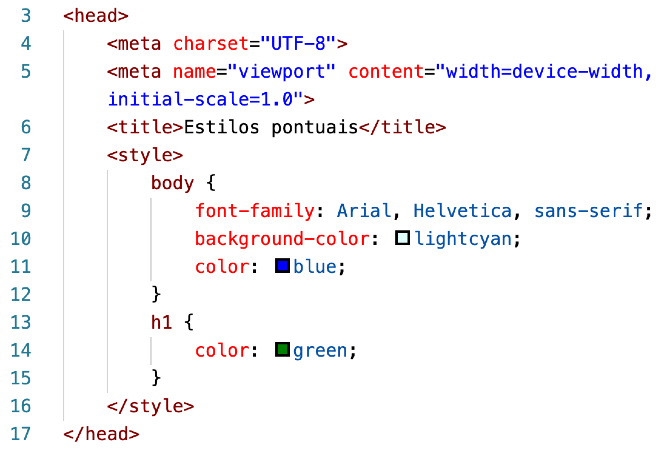 3 <head>
4 <meta charset="UTF-8">
5 <meta name="viewport" content="width=device-width,
initial-scale=1.0">
6 <title>Estilos pontuais</title>
7 <style>
8 body {
9 font-family: Arial, Helvetica, sans-serif;
10 background-color: lightcyan;
11 color: blue;
12 }
13 h1 {
14 color: green;
15 }
16 </style>
17 </head>